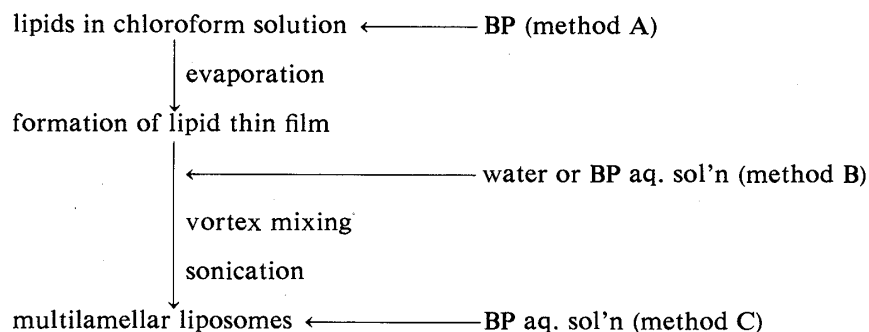 lipids in chloroform solution ← BP (method A)
evaporation
formation of lipid thin film
← water or BP aq. sol'n (method B)
vortex mixing
sonication
multilamellar liposomes ← BP aq. sol'n (method C)